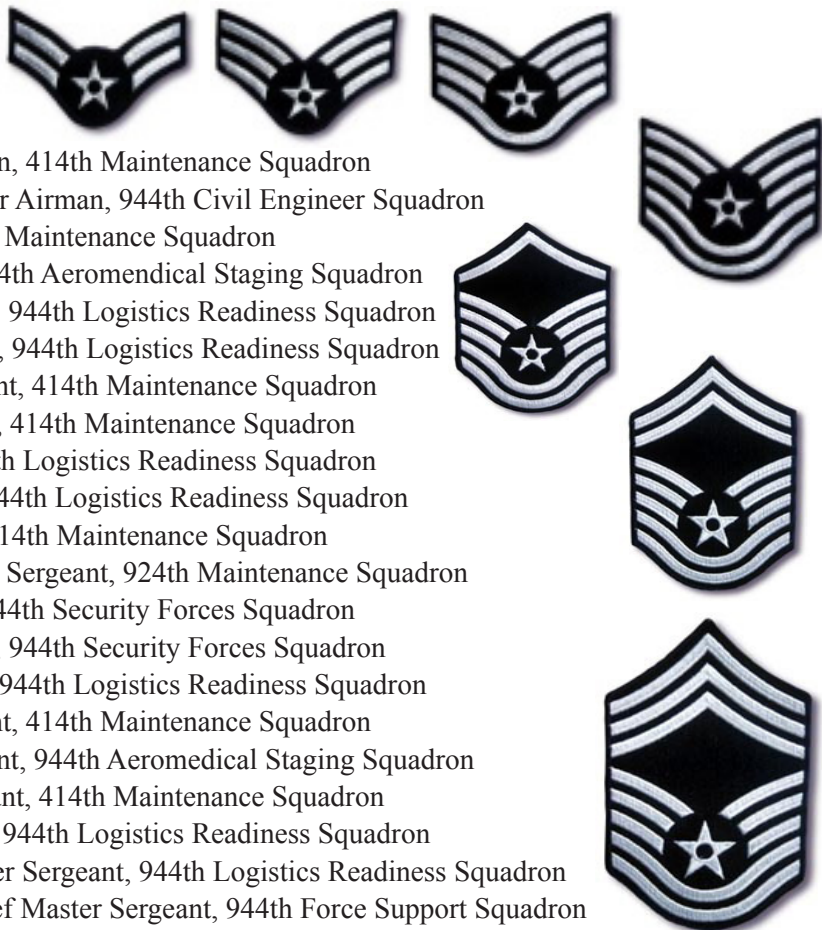 n, 414th Maintenance Squadron
r Airman, 944th Civil Engineer Squadron
Maintenance Squadron
4th Aeromendical Staging Squadron
, 944th Logistics Readiness Squadron
, 944th Logistics Readiness Squadron
nt, 414th Maintenance Squadron
, 414th Maintenance Squadron
th Logistics Readiness Squadron
44th Logistics Readiness Squadron
14th Maintenance Squadron
Sergeant, 924th Maintenance Squadron
44th Security Forces Squadron
, 944th Security Forces Squadron
944th Logistics Readiness Squadron
nt, 414th Maintenance Squadron
nt, 944th Aeromedical Staging Squadron
nt, 414th Maintenance Squadron
944th Logistics Readiness Squadron
er Sergeant, 944th Logistics Readiness Squadron
ef Master Sergeant, 944th Force Support Squadron